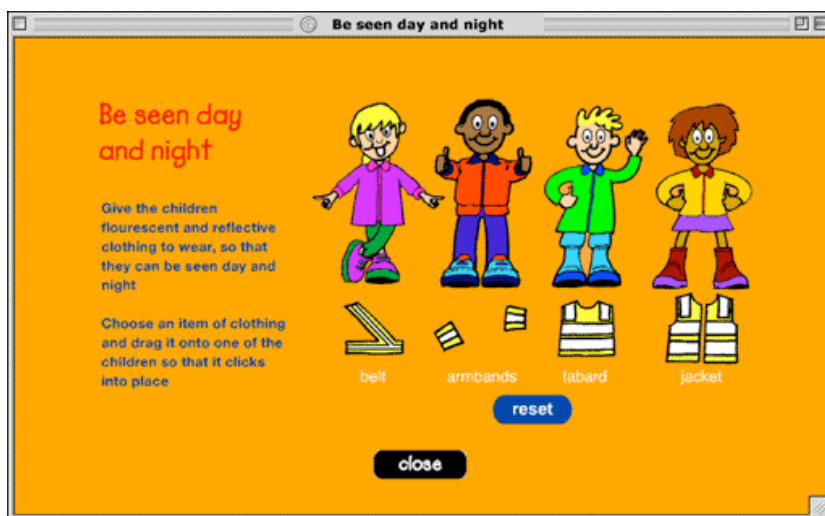 Be seen day and night
Be seen day
and night
Give the children
flourescent and reflective
clothing to wear, so that
they can be seen day and
night
Choose an item of clothing
and drag it onto one of the
children so that it clicks
into place
belt
armbands
tabard
jacket
reset
close